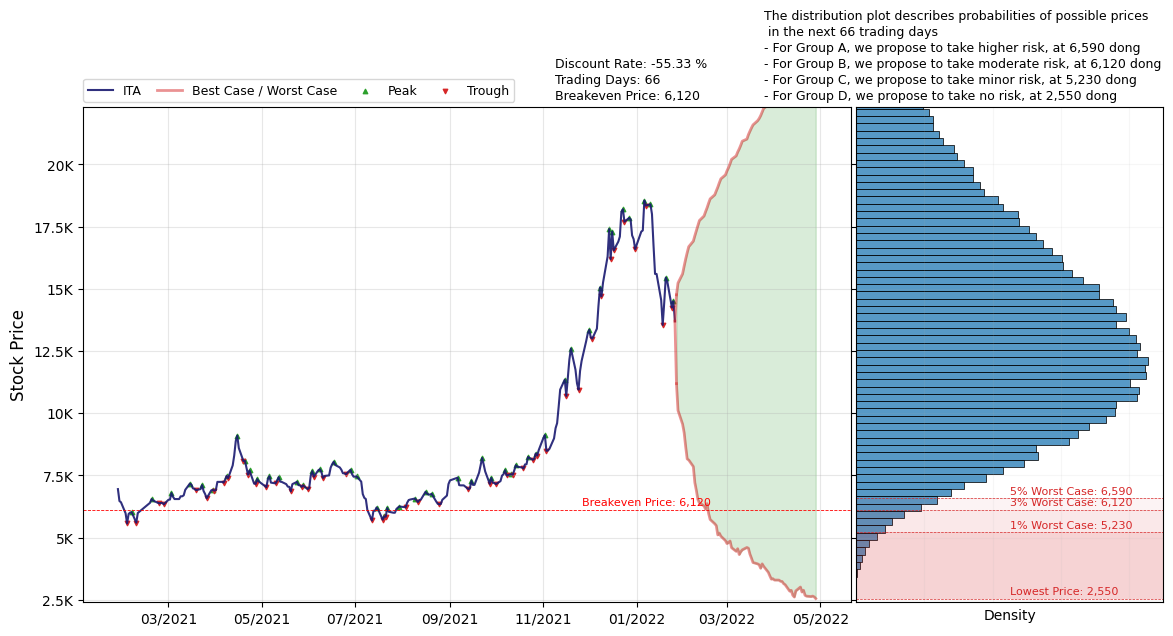 The distribution plot describes probabilities of possible prices
in the next 66 trading days
- For Group A, we propose to take higher risk, at 6,590 dong
- For Group B, we propose to take moderate risk, at 6,120 dong
- For Group C, we propose to take minor risk, at 5,230 dong
- For Group D, we propose to take no risk, at 2,550 dong
Discount Rate: -55.33 %
Trading Days: 66
Breakeven Price: 6,120
ITA
Best Case / Worst Case
Peak
Trough
Stock Price
20K
17.5K
15K
12.5K
10K
7.5K
5K
2.5K
Breakeven Price: 6,120
5% Worst Case: 6,590
3% Worst Case: 6,120
1% Worst Case: 5,230
Lowest Price: 2,550
03/2021
05/2021
07/2021
09/2021
11/2021
01/2022
03/2022
05/2022
Density